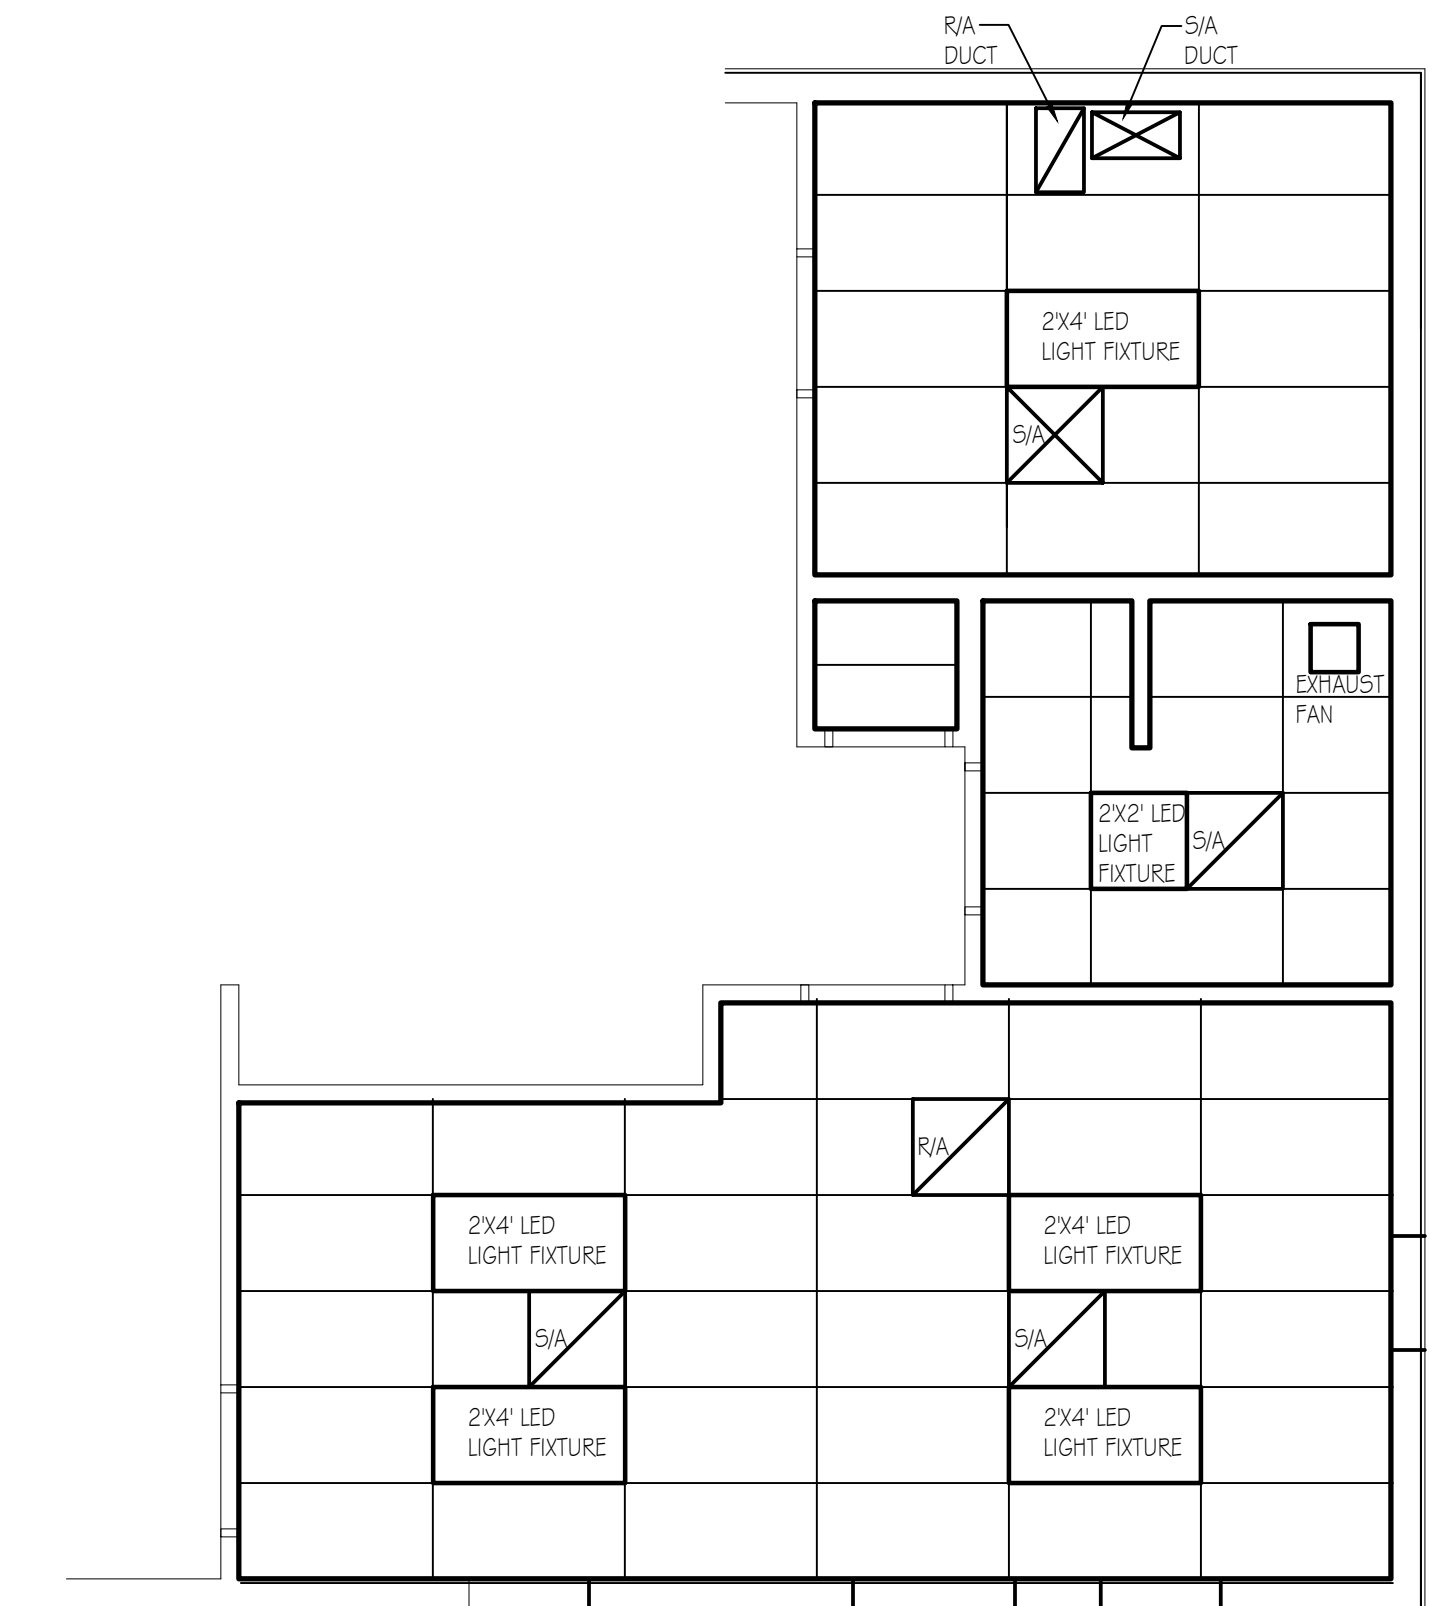 R/A
DUCT
S/A
DUCT
2'X4' LED
LIGHT FIXTURE
S/A
EXHAUST
FAN
2'X2' LED
LIGHT
FIXTURE
S/A
R/A
2'X4' LED
LIGHT FIXTURE
2'X4' LED
LIGHT FIXTURE
S/A
S/A
2'X4' LED
LIGHT FIXTURE
2'X4' LED
LIGHT FIXTURE